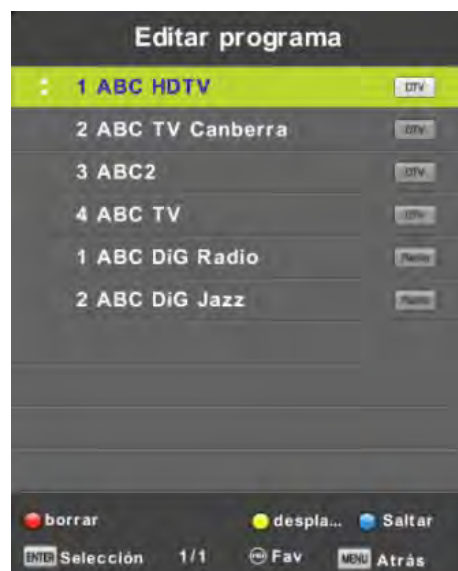 Editar programa
1 ABC HDTV DTV
2 ABC TV Canberra DTV
3 ABC2 DTV
4 ABC TV DTV
1 ABC DiG Radio Radio
2 ABC DiG Jazz Radio
borrar despla... Saltar
ENTER Selección 1/1 FAV Fav MENU Atrás